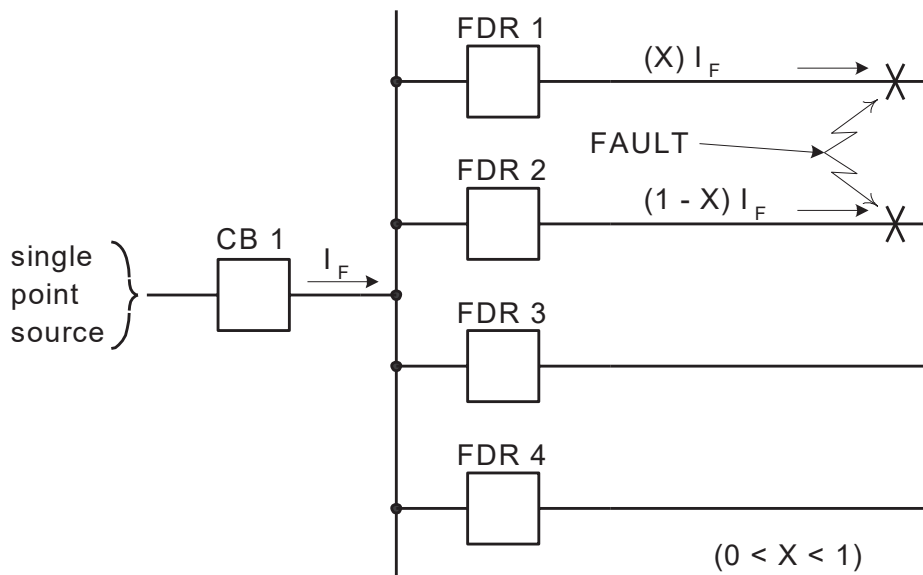 FDR 1
(X) I F
FAULT
FDR 2
(1 - X) I F
CB 1
I F
single
point
source
FDR 3
FDR 4
(0 < X < 1)